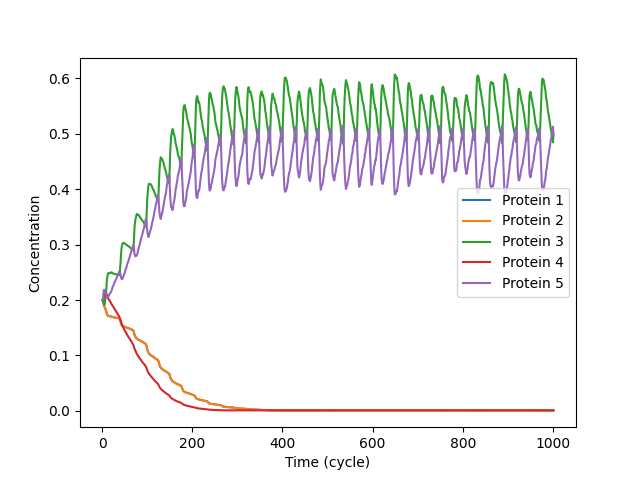 0.6
0.5
0.4
0.3
0.2
0.1
0.0
Concentration
0
200
400
600
800
1000
Time (cycle)
Protein 1
Protein 2
Protein 3
Protein 4
Protein 5